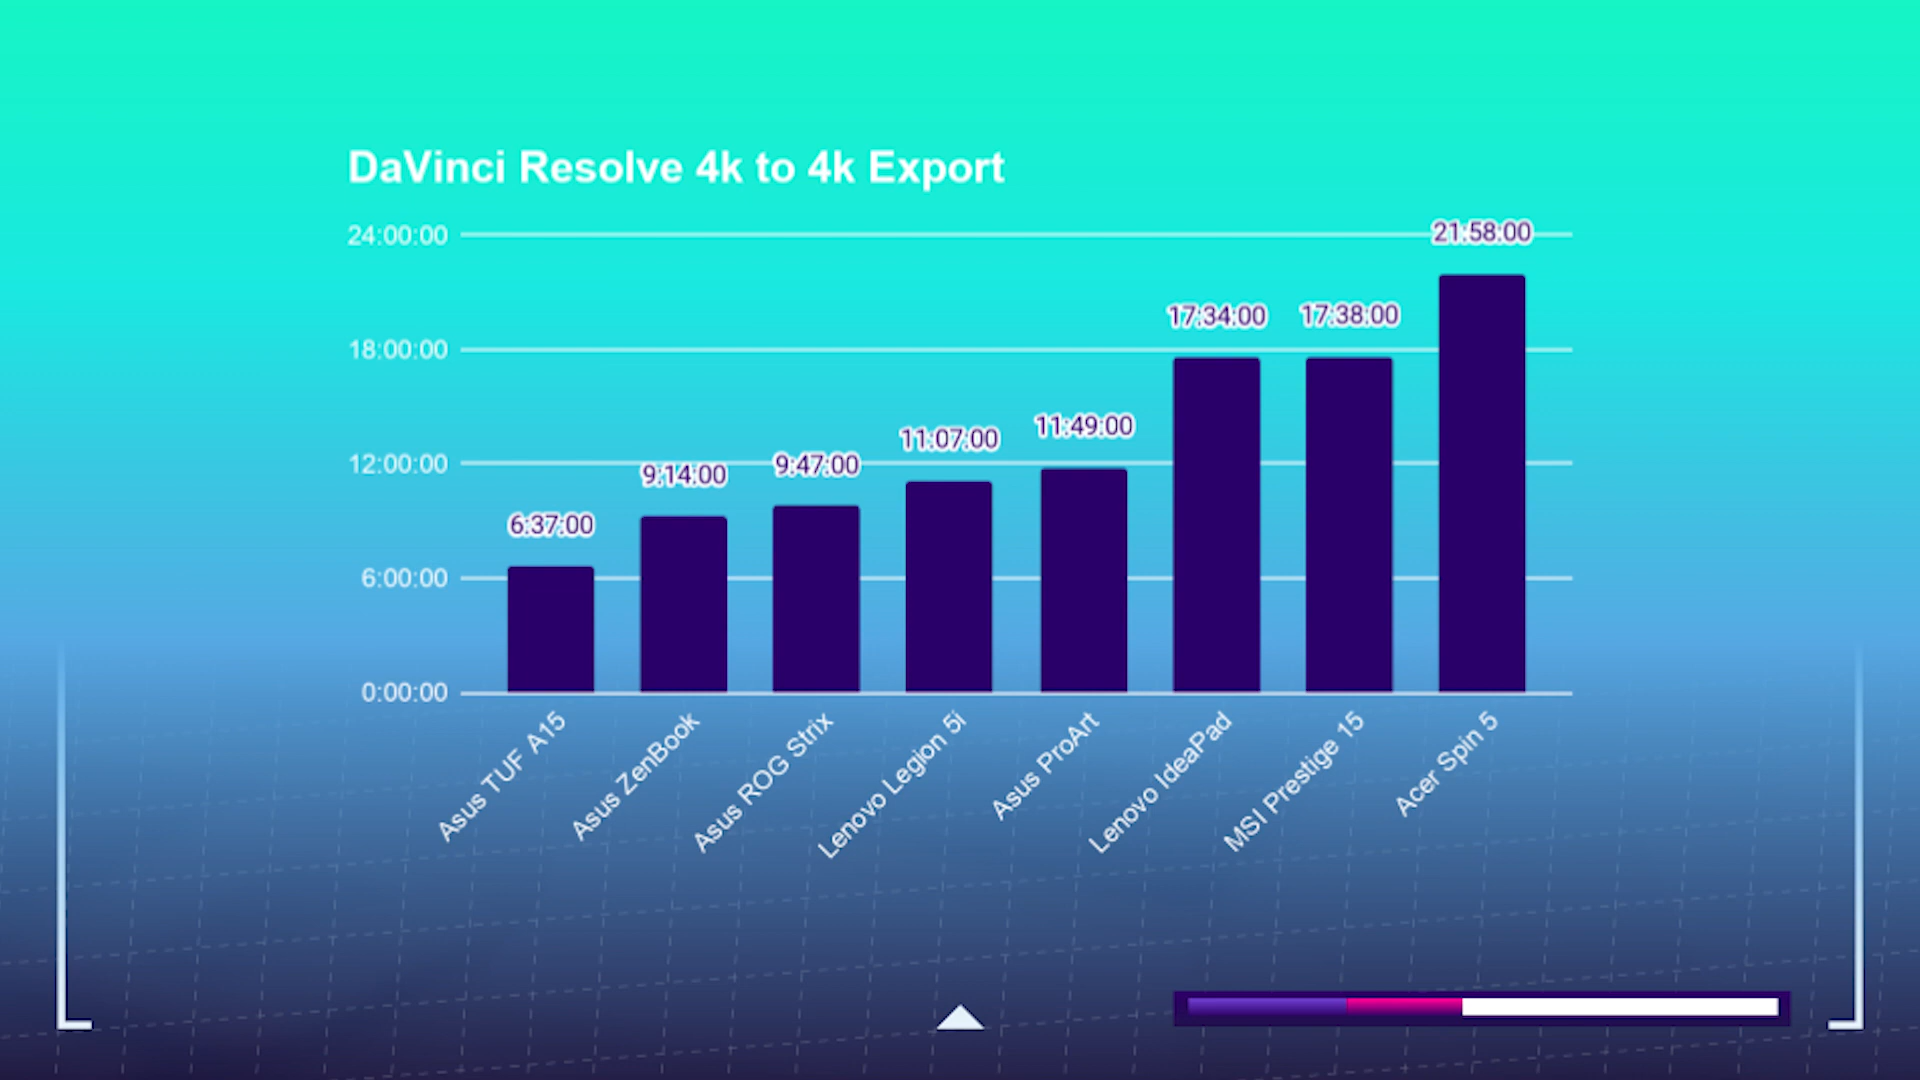 DaVinci Resolve 4k to 4k Export
24:00:00
18:00:00
12:00:00
6:00:00
0:00:00
6:37:00
9:14:00
9:47:00
11:07:00
11:49:00
17:34:00
17:38:00
21:58:00
Asus TUF A15
Asus ZenBook
Asus ROG Strix
Lenovo Legion 5i
Asus ProArt
Lenovo IdeaPad
MSI Prestige 15
Acer Spin 5